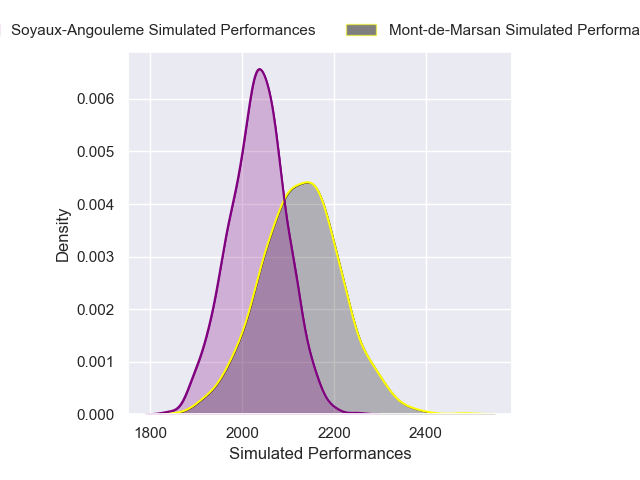 Soyaux-Angouleme Simulated Performances Mont-de-Marsan Simulated Performa
0.006
0.005
0.004
0.003
0.002
0.001
0.000
Density
1800 2000 2200 2400
Simulated Performances